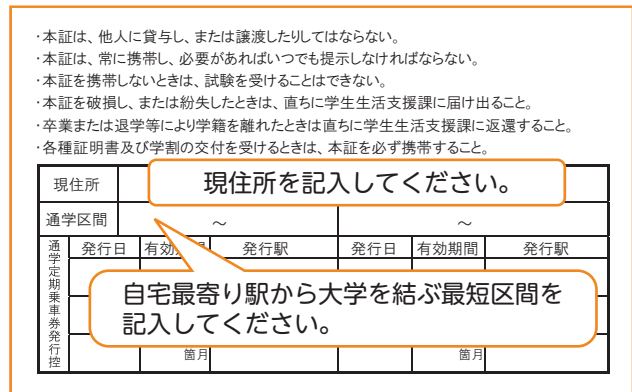 ・本証は、他人に貸与し、または譲渡したりしてはならない。
・本証は、常に携帯し、必要があればいつでも提示しなければならない。
・本証を携帯しないときは、試験を受けることはできない。
・本証を破損し、または紛失したときは、直ちに学生生活支援課に届け出ること。
・卒業または退学等により学籍を離れたときは直ちに学生生活支援課に返還すること。
・各種証明書及び学割の交付を受けるときは、本証を必ず携帯すること。
現住所
現住所を記入してください。
通学区間 ～ ～
通学定期乗車券発行控
発行日 有効 発行駅 発行日 有効期間 発行駅
自宅最寄り駅から大学を結ぶ最短区間を
記入してください。
箇月 箇月